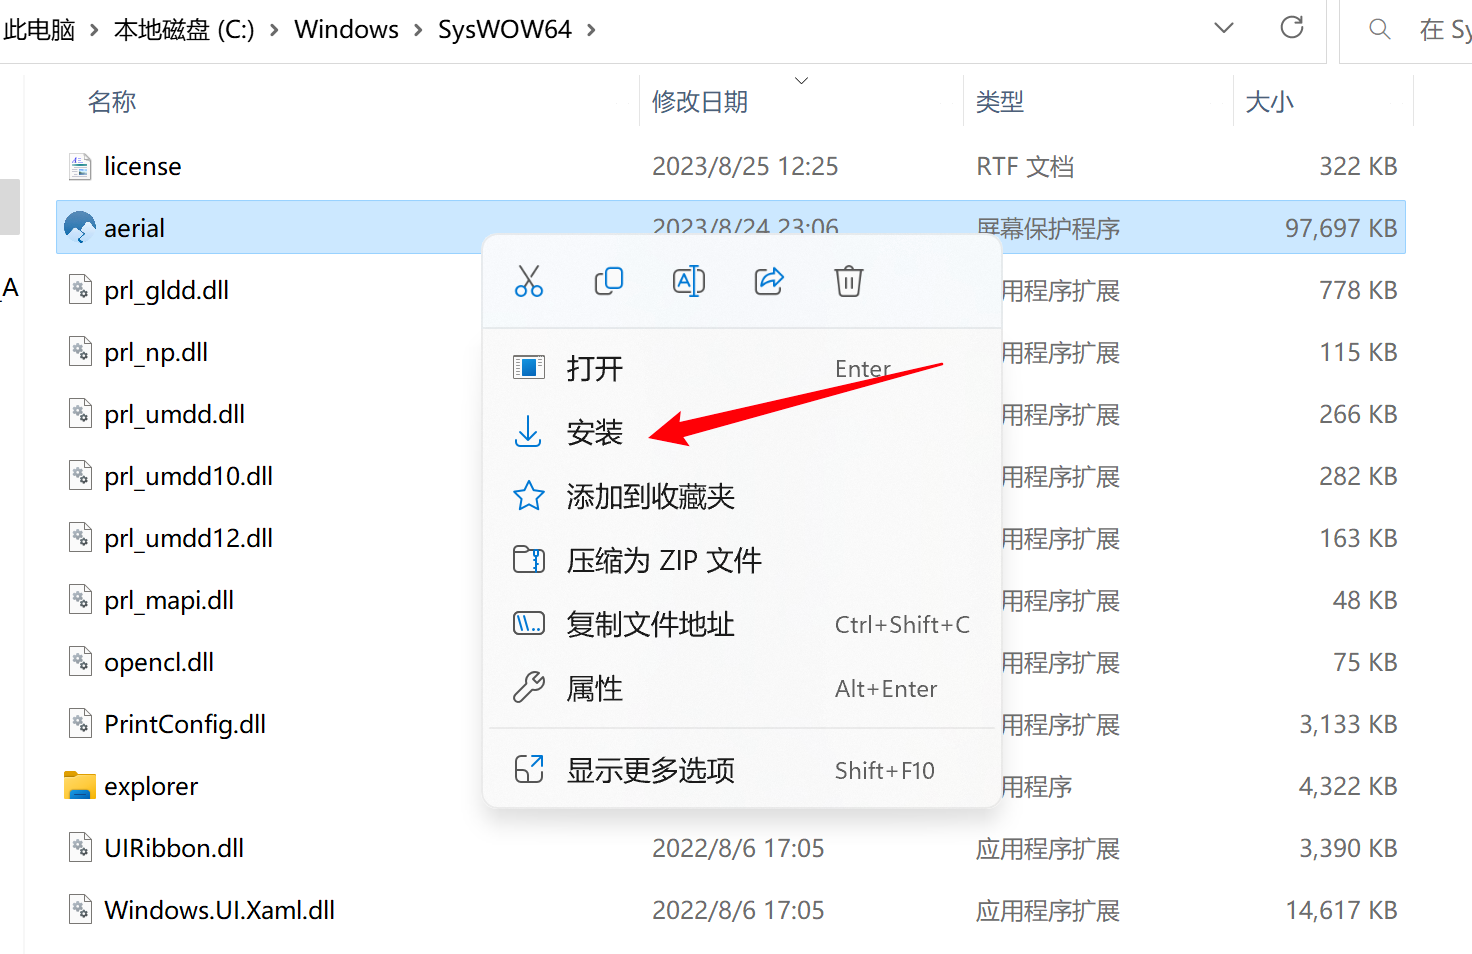 此电脑 › 本地磁盘 (C:) › Windows › SysWOW64 ›
在 Sy
名称 修改日期 类型 大小
license 2023/8/25 12:25 RTF 文档 322 KB
aerial 2023/8/24 23:06 屏幕保护程序 97,697 KB
A
prl_gldd.dll 用程序扩展 778 KB
prl_np.dll 用程序扩展 115 KB
打开 Enter
prl_umdd.dll 用程序扩展 266 KB
安装
prl_umdd10.dll 用程序扩展 282 KB
添加到收藏夹
prl_umdd12.dll 用程序扩展 163 KB
压缩为 ZIP 文件
prl_mapi.dll 用程序扩展 48 KB
复制文件地址 Ctrl+Shift+C
opencl.dll 用程序扩展 75 KB
属性 Alt+Enter
PrintConfig.dll 用程序扩展 3,133 KB
显示更多选项 Shift+F10
explorer 用程序 4,322 KB
UIRibbon.dll 2022/8/6 17:05 应用程序扩展 3,390 KB
Windows.UI.Xaml.dll 2022/8/6 17:05 应用程序扩展 14,617 KB